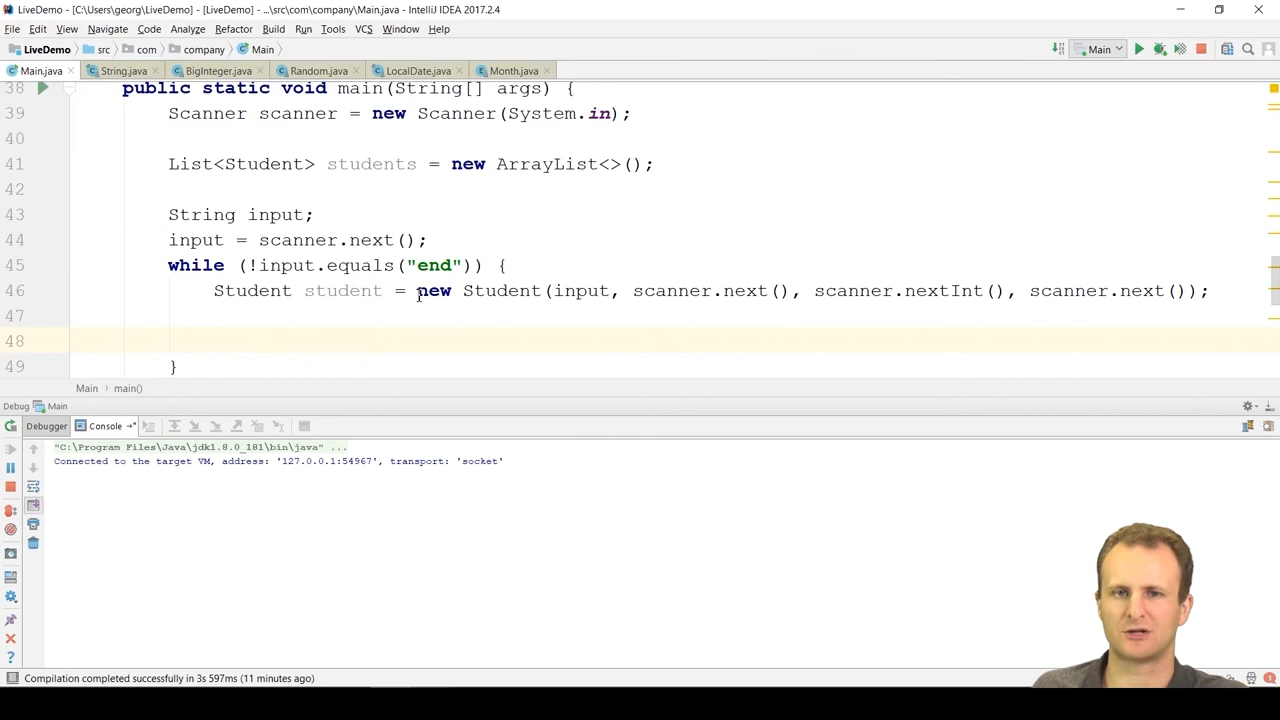 LiveDemo - [C:\Users\georg\LiveDemo] - [LiveDemo] - ...\src\com\company\Main.java - IntelliJ IDEA 2017.2.4
File Edit View Navigate Code Analyze Refactor Build Run Tools VCS Window Help
LiveDemo src com company Main Main
Main.java String.java BigInteger.java Random.java LocalDate.java Month.java
38 public static void main(String[] args) {
39 Scanner scanner = new Scanner(System.in);
40
41 List<Student> students = new ArrayList<>();
42
43 String input;
44 input = scanner.next();
45 while (!input.equals("end")) {
46 Student student = new Student(input, scanner.next(), scanner.nextInt(), scanner.next());
47
48
49 }
Main main()
Debug Main
Debugger Console
"C:\Program Files\Java\jdk1.8.0_181\bin\java" ...
Connected to the target VM, address: '127.0.0.1:54967', transport: 'socket'
Compilation completed successfully in 3s 597ms (11 minutes ago)